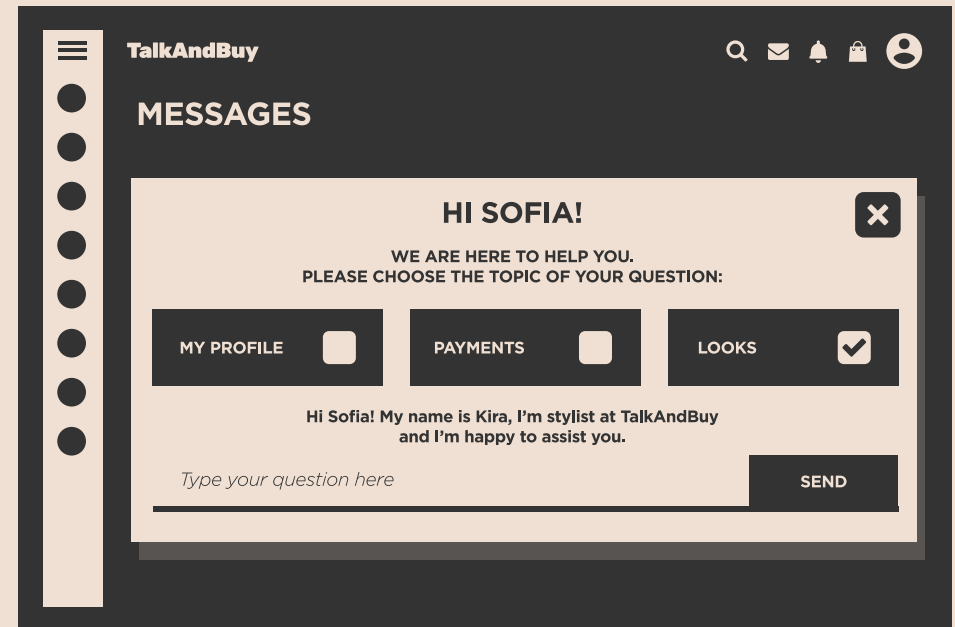 TalkAndBuy
MESSAGES
HI SOFIA!
WE ARE HERE TO HELP YOU.
PLEASE CHOOSE THE TOPIC OF YOUR QUESTION:
MY PROFILE
PAYMENTS
LOOKS
Hi Sofia! My name is Kira, I'm stylist at TalkAndBuy
and I'm happy to assist you.
Type your question here
SEND